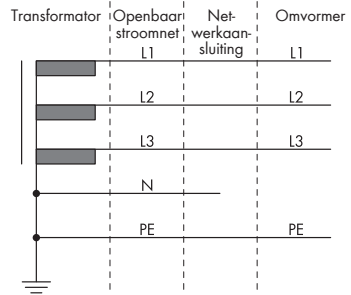 Transformator
Openbaar
stroomnet
Net-
werkaan-
sluiting
Omvormer
L1
L1
L2
L2
L3
L3
N
PE
PE